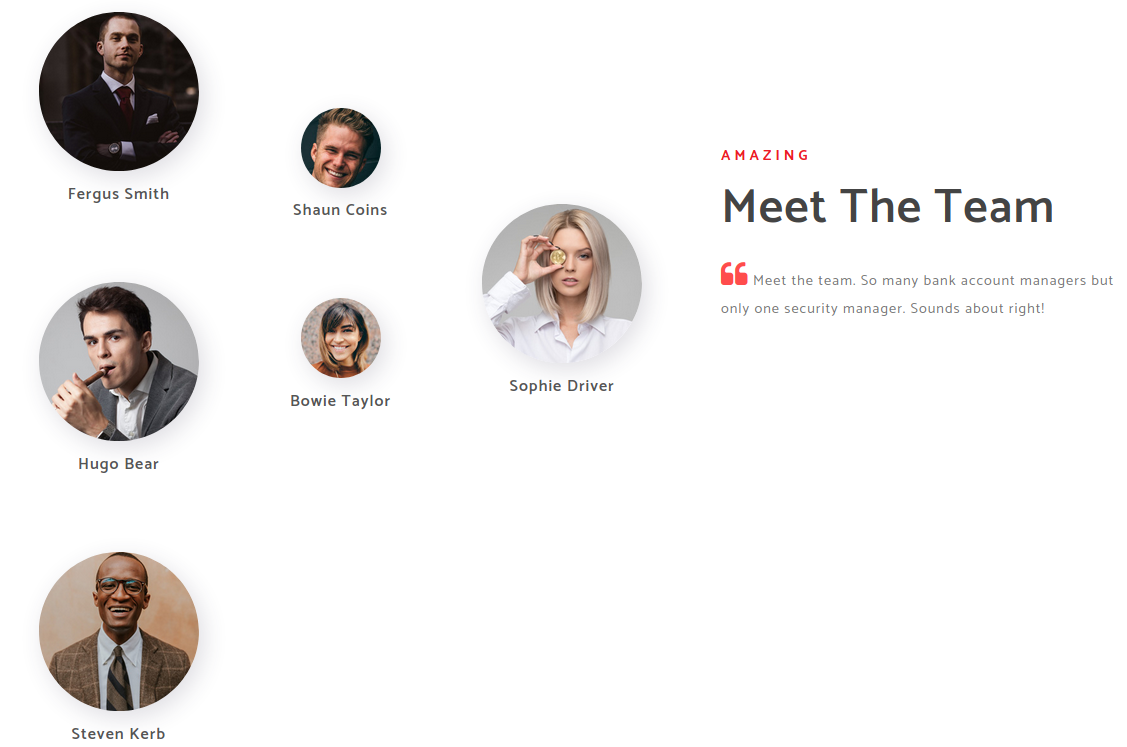 Fergus Smith
Shaun Coins
Sophie Driver
Hugo Bear
Bowie Taylor
Steven Kerb
AMAZING
Meet The Team
❝ Meet the team. So many bank account managers but
only one security manager. Sounds about right!